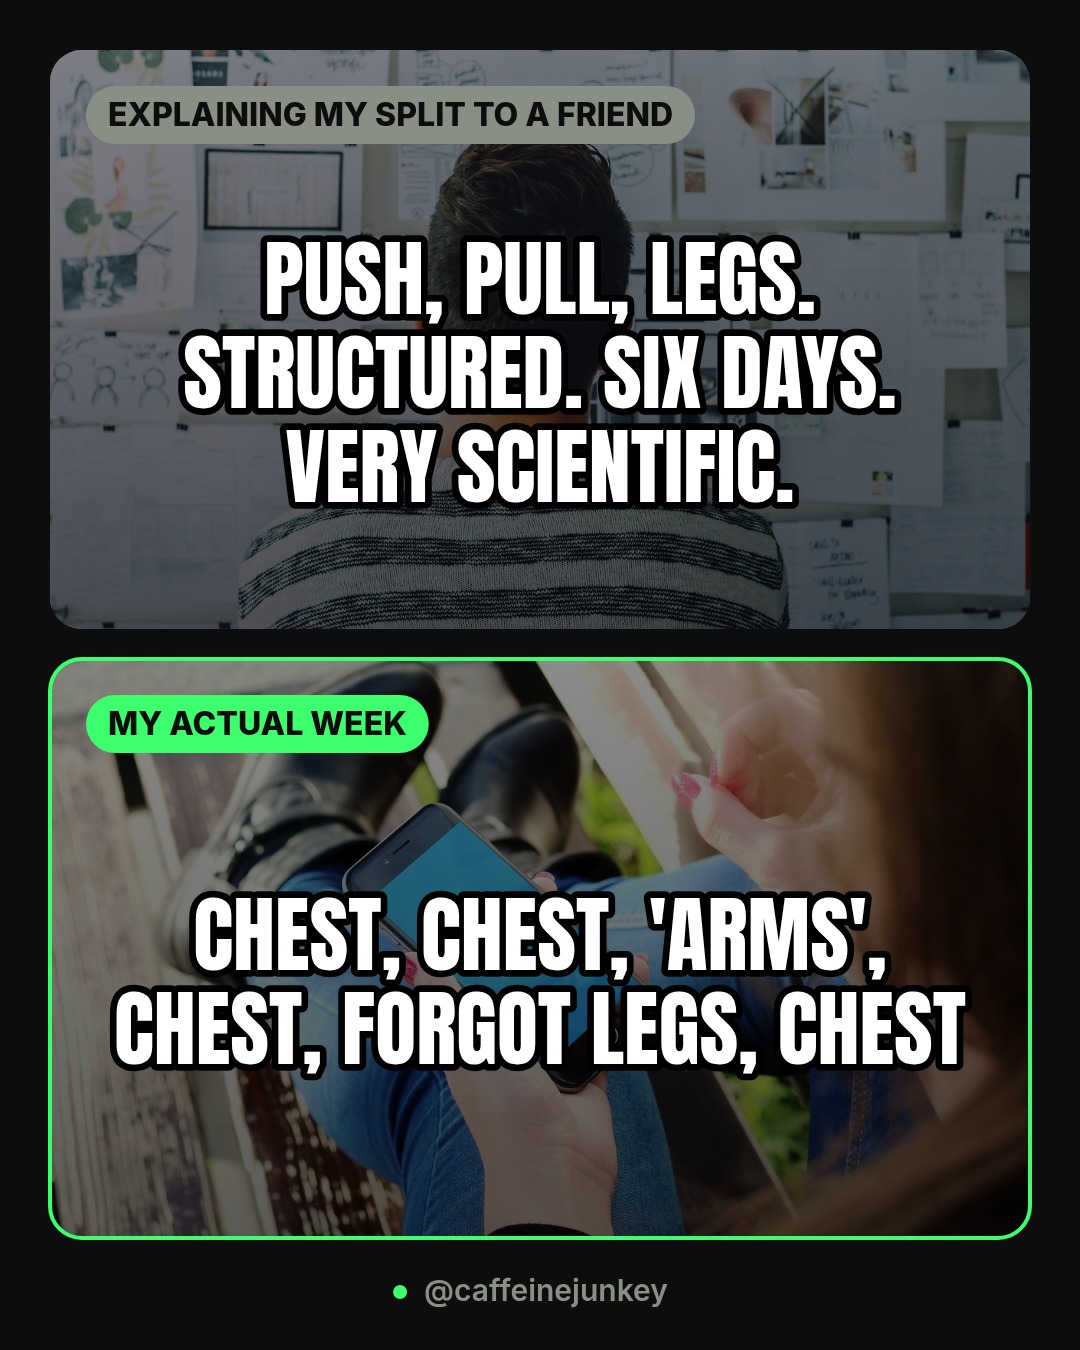 EXPLAINING MY SPLIT TO A FRIEND
PUSH, PULL, LEGS.
STRUCTURED. SIX DAYS.
VERY SCIENTIFIC.
MY ACTUAL WEEK
CHEST, CHEST, 'ARMS',
CHEST, FORGOT LEGS, CHEST
@caffeinejunkey